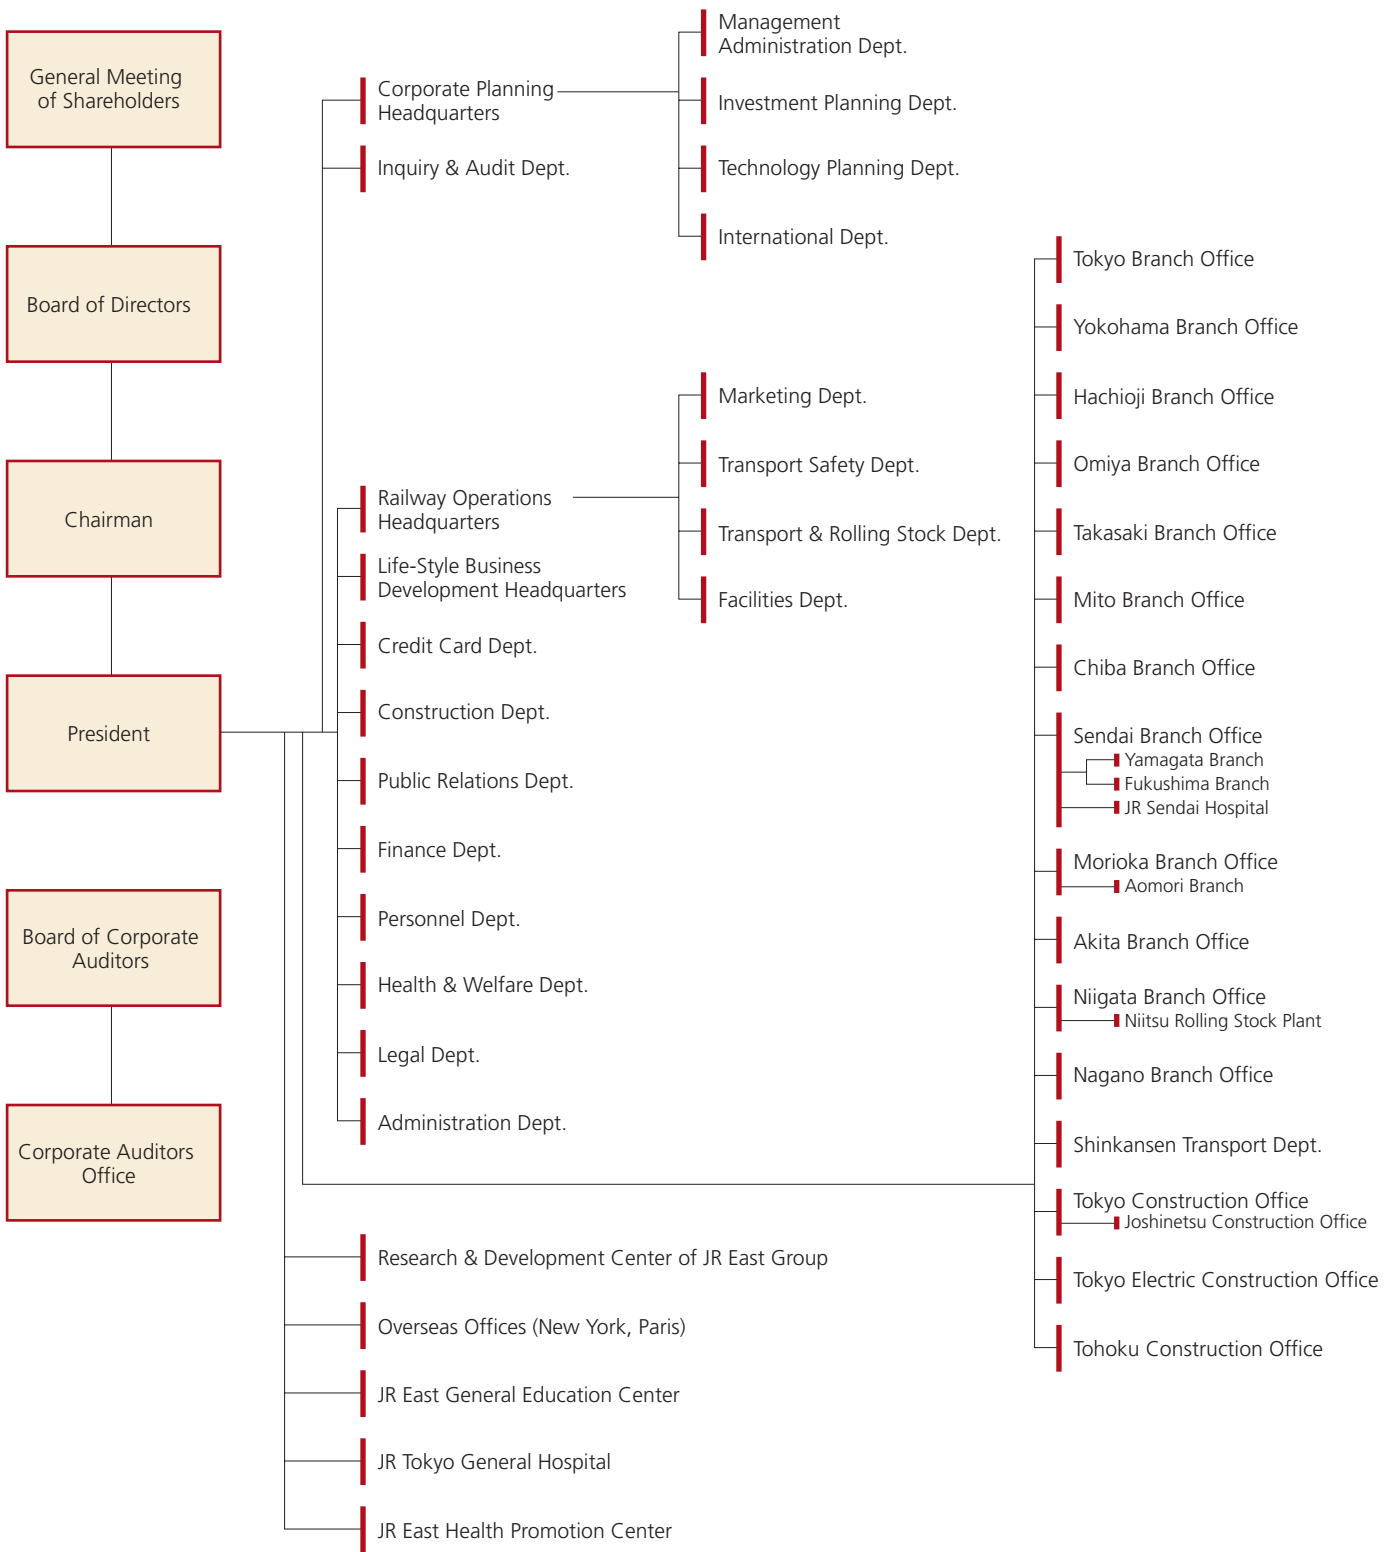 General Meeting
of Shareholders
Board of Directors
Chairman
President
Board of Corporate
Auditors
Corporate Auditors
Office
Corporate Planning
Headquarters
Inquiry & Audit Dept.
Management
Administration Dept.
Investment Planning Dept.
Technology Planning Dept.
International Dept.
Railway Operations
Headquarters
Life-Style Business
Development Headquarters
Credit Card Dept.
Construction Dept.
Public Relations Dept.
Finance Dept.
Personnel Dept.
Health & Welfare Dept.
Legal Dept.
Administration Dept.
Marketing Dept.
Transport Safety Dept.
Transport & Rolling Stock Dept.
Facilities Dept.
Research & Development Center of JR East Group
Overseas Offices (New York, Paris)
JR East General Education Center
JR Tokyo General Hospital
JR East Health Promotion Center
Tokyo Branch Office
Yokohama Branch Office
Hachioji Branch Office
Omiya Branch Office
Takasaki Branch Office
Mito Branch Office
Chiba Branch Office
Sendai Branch Office
Yamagata Branch
Fukushima Branch
JR Sendai Hospital
Morioka Branch Office
Aomori Branch
Akita Branch Office
Niigata Branch Office
Niitsu Rolling Stock Plant
Nagano Branch Office
Shinkansen Transport Dept.
Tokyo Construction Office
Joshinetsu Construction Office
Tokyo Electric Construction Office
Tohoku Construction Office